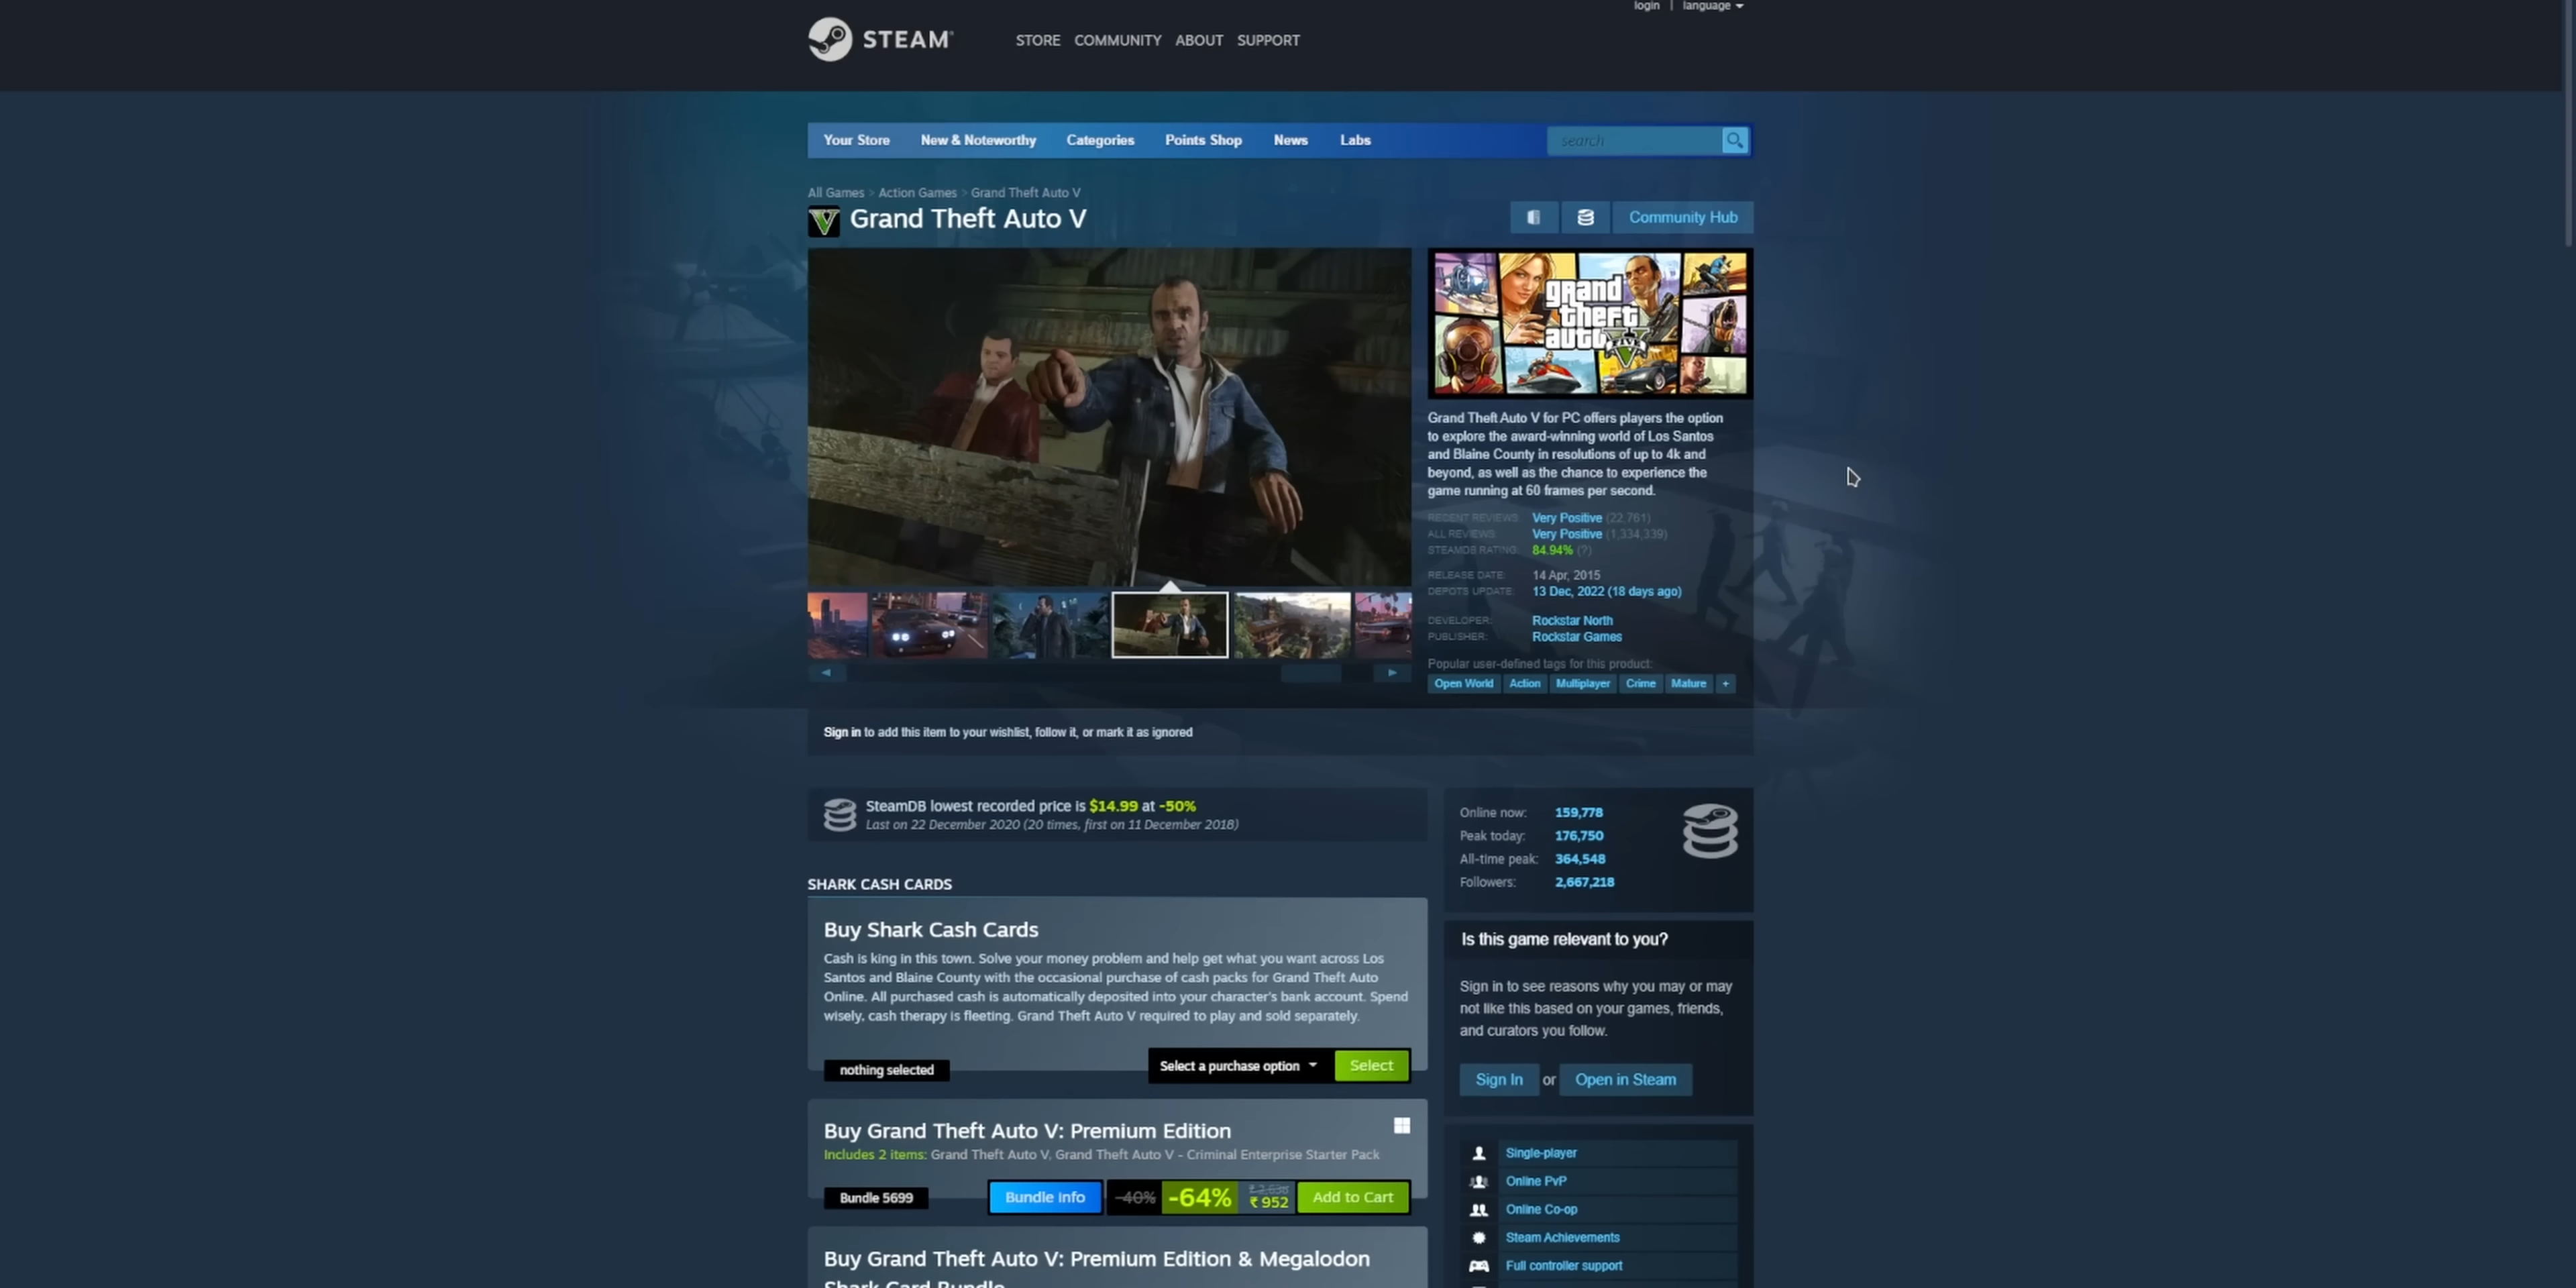 login | language
STEAM
STORE COMMUNITY ABOUT SUPPORT
Your Store New & Noteworthy Categories Points Shop News Labs search
All Games > Action Games > Grand Theft Auto V
Grand Theft Auto V
Community Hub
grand
theft
auto
V
FIVE
Grand Theft Auto V for PC offers players the option
to explore the award-winning world of Los Santos
and Blaine County in resolutions of up to 4k and
beyond, as well as the chance to experience the
game running at 60 frames per second.
RECENT REVIEWS: Very Positive (22,761)
ALL REVIEWS: Very Positive (1,334,339)
STEAMDB RATING: 84.94% (?)
RELEASE DATE: 14 Apr, 2015
DEPOTS UPDATE: 13 Dec, 2022 (18 days ago)
DEVELOPER: Rockstar North
PUBLISHER: Rockstar Games
Popular user-defined tags for this product:
Open World Action Multiplayer Crime Mature +
Sign in to add this item to your wishlist, follow it, or mark it as ignored
SteamDB lowest recorded price is $14.99 at -50%
Last on 22 December 2020 (20 times, first on 11 December 2018)
Online now: 159,778
Peak today: 176,750
All-time peak: 364,548
Followers: 2,667,218
SHARK CASH CARDS
Buy Shark Cash Cards
Cash is king in this town. Solve your money problem and help get what you want across Los
Santos and Blaine County with the occasional purchase of cash packs for Grand Theft Auto
Online. All purchased cash is automatically deposited into your character's bank account. Spend
wisely, cash therapy is fleeting. Grand Theft Auto V required to play and sold separately.
nothing selected
Select a purchase option
Select
Is this game relevant to you?
Sign in to see reasons why you may or may
not like this based on your games, friends,
and curators you follow.
Sign In or Open in Steam
Buy Grand Theft Auto V: Premium Edition
Includes 2 items: Grand Theft Auto V, Grand Theft Auto V - Criminal Enterprise Starter Pack
Bundle 5699
Bundle info
-40%
-64%
₹ 952
Add to Cart
Buy Grand Theft Auto V: Premium Edition & Megalodon
Shark Card Bundle
Single-player
Online PvP
Online Co-op
Steam Achievements
Full controller support